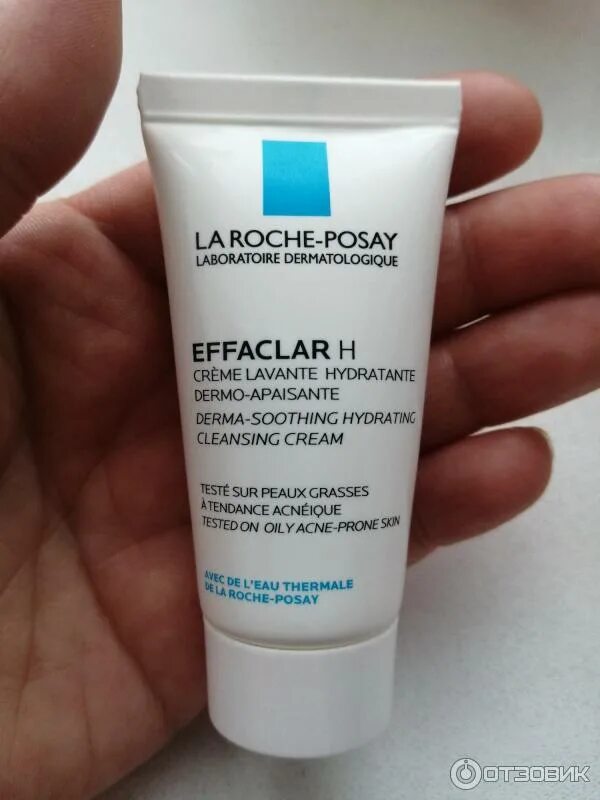 LA ROCHE-POSAY
LABORATOIRE DERMATOLOGIQUE
EFFACLAR H
CRÈME LAVANTE HYDRATANTE
DERMO-APAISANTE
DERMA-SOOTHING HYDRATING
CLEANSING CREAM
TESTÉ SUR PEAUX GRASSES
À TENDANCE ACNÉIQUE
TESTED ON OILY ACNE-PRONE SKIN
AVEC DE L'EAU THERMALE
DE LA ROCHE-POSAY
ОТЗОВИК